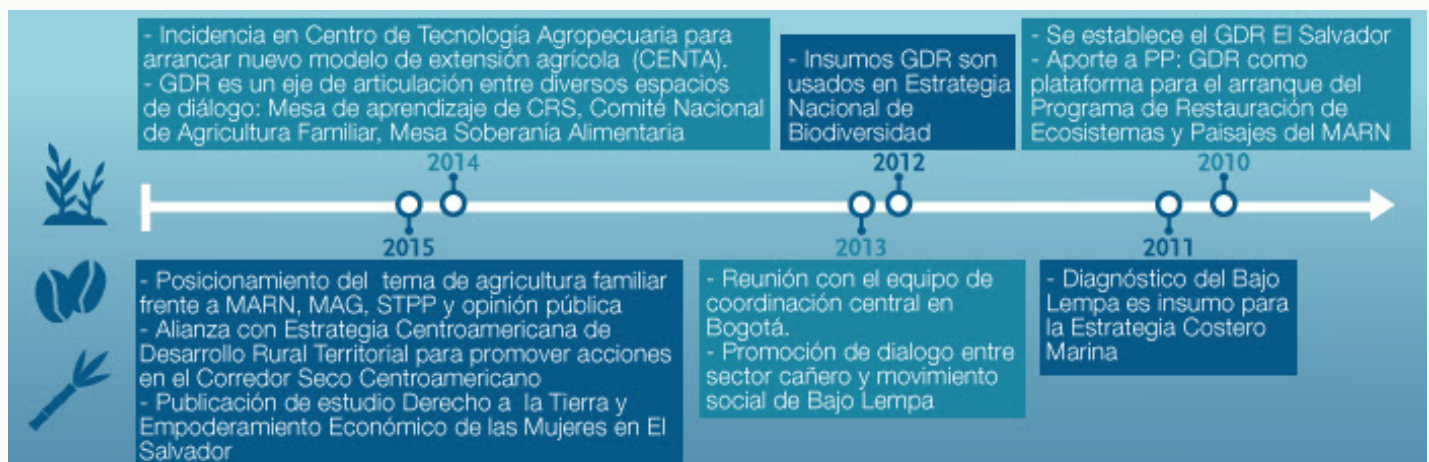 - Incidencia en Centro de Tecnología Agropecuaria para
arrancar nuevo modelo de extensión agrícola (CENTA).
- GDR es un eje de articulación entre diversos espacios
de diálogo: Mesa de aprendizaje de CRS, Comité Nacional
de Agricultura Familiar, Mesa Soberanía Alimentaria
2014
- Insumos GDR son
usados en Estrategia
Nacional de
Biodiversidad
2012
- Se establece el GDR El Salvador
- Aporte a PP: GDR como
plataforma para el arranque del
Programa de Restauración de
Ecosistemas y Paisajes del MARN
2010
2015
- Posicionamiento del tema de agricultura familiar
frente a MARN, MAG, STPP y opinión pública
- Alianza con Estrategia Centroamericana de
Desarrollo Rural Territorial para promover acciones
en el Corredor Seco Centroamericano
- Publicación de estudio Derecho a la Tierra y
Empoderamiento Económico de las Mujeres en El
Salvador
2013
- Reunión con el equipo de
coordinación central en
Bogotá.
- Promoción de dialogo entre
sector cañero y movimiento
social de Bajo Lempa
2011
- Diagnóstico del Bajo
Lempa es insumo para
la Estrategia Costero
Marina